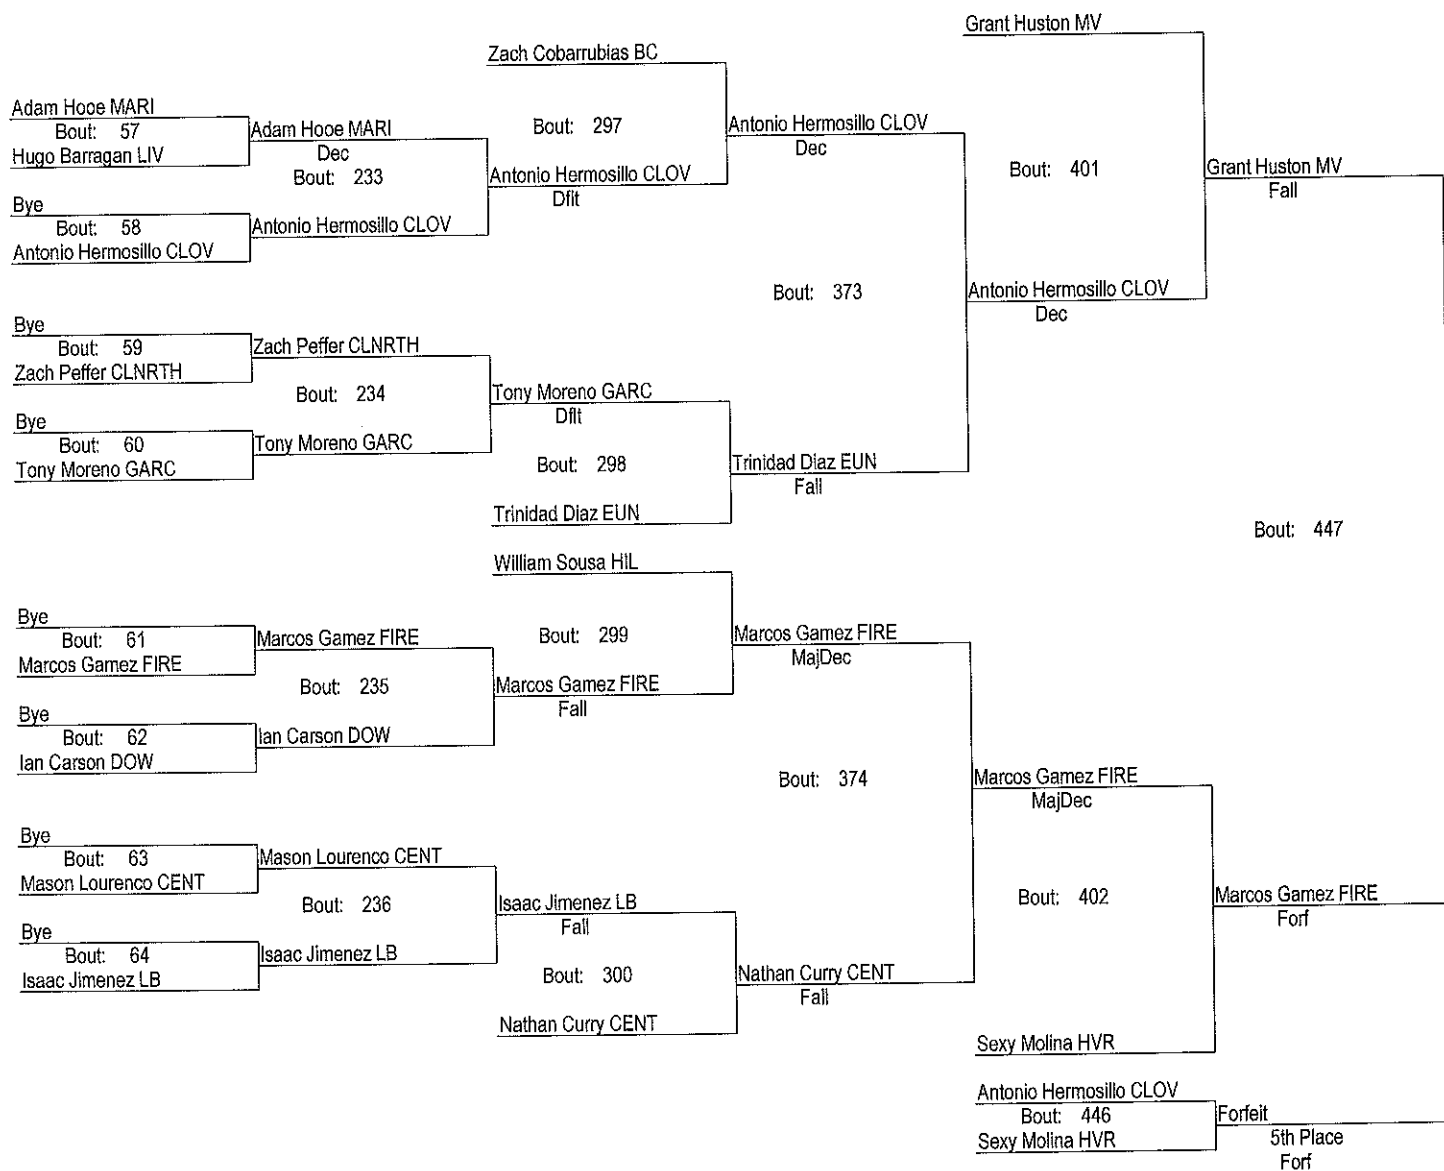 Grant Huston MV
Zach Cobarrubias BC
Adam Hooe MARI
Bout: 57
Hugo Barragan LIV
Adam Hooe MARI
Dec
Bout: 233
Bout: 297
Antonio Hermosillo CLOV
Dec
Antonio Hermosillo CLOV
Dflt
Bout: 401
Grant Huston MV
Fall
Bye
Bout: 58
Antonio Hermosillo CLOV
Antonio Hermosillo CLOV
Bout: 373
Antonio Hermosillo CLOV
Dec
Bye
Bout: 59
Zach Peffer CLNRTH
Zach Peffer CLNRTH
Bout: 234
Tony Moreno GARC
Dflt
Bye
Bout: 60
Tony Moreno GARC
Tony Moreno GARC
Bout: 298
Trinidad Diaz EUN
Fall
Trinidad Diaz EUN
Bout: 447
William Sousa HIL
Bye
Bout: 61
Marcos Gamez FIRE
Marcos Gamez FIRE
Bout: 299
Marcos Gamez FIRE
MajDec
Bout: 235
Marcos Gamez FIRE
Fall
Bye
Bout: 62
Ian Carson DOW
Ian Carson DOW
Bout: 374
Marcos Gamez FIRE
MajDec
Bye
Bout: 63
Mason Lourenco CENT
Mason Lourenco CENT
Bout: 236
Isaac Jimenez LB
Fall
Bout: 402
Marcos Gamez FIRE
Forf
Bye
Bout: 64
Isaac Jimenez LB
Isaac Jimenez LB
Bout: 300
Nathan Curry CENT
Fall
Nathan Curry CENT
Sexy Molina HVR
Antonio Hermosillo CLOV
Bout: 446
Sexy Molina HVR
Forfeit
5th Place
Forf